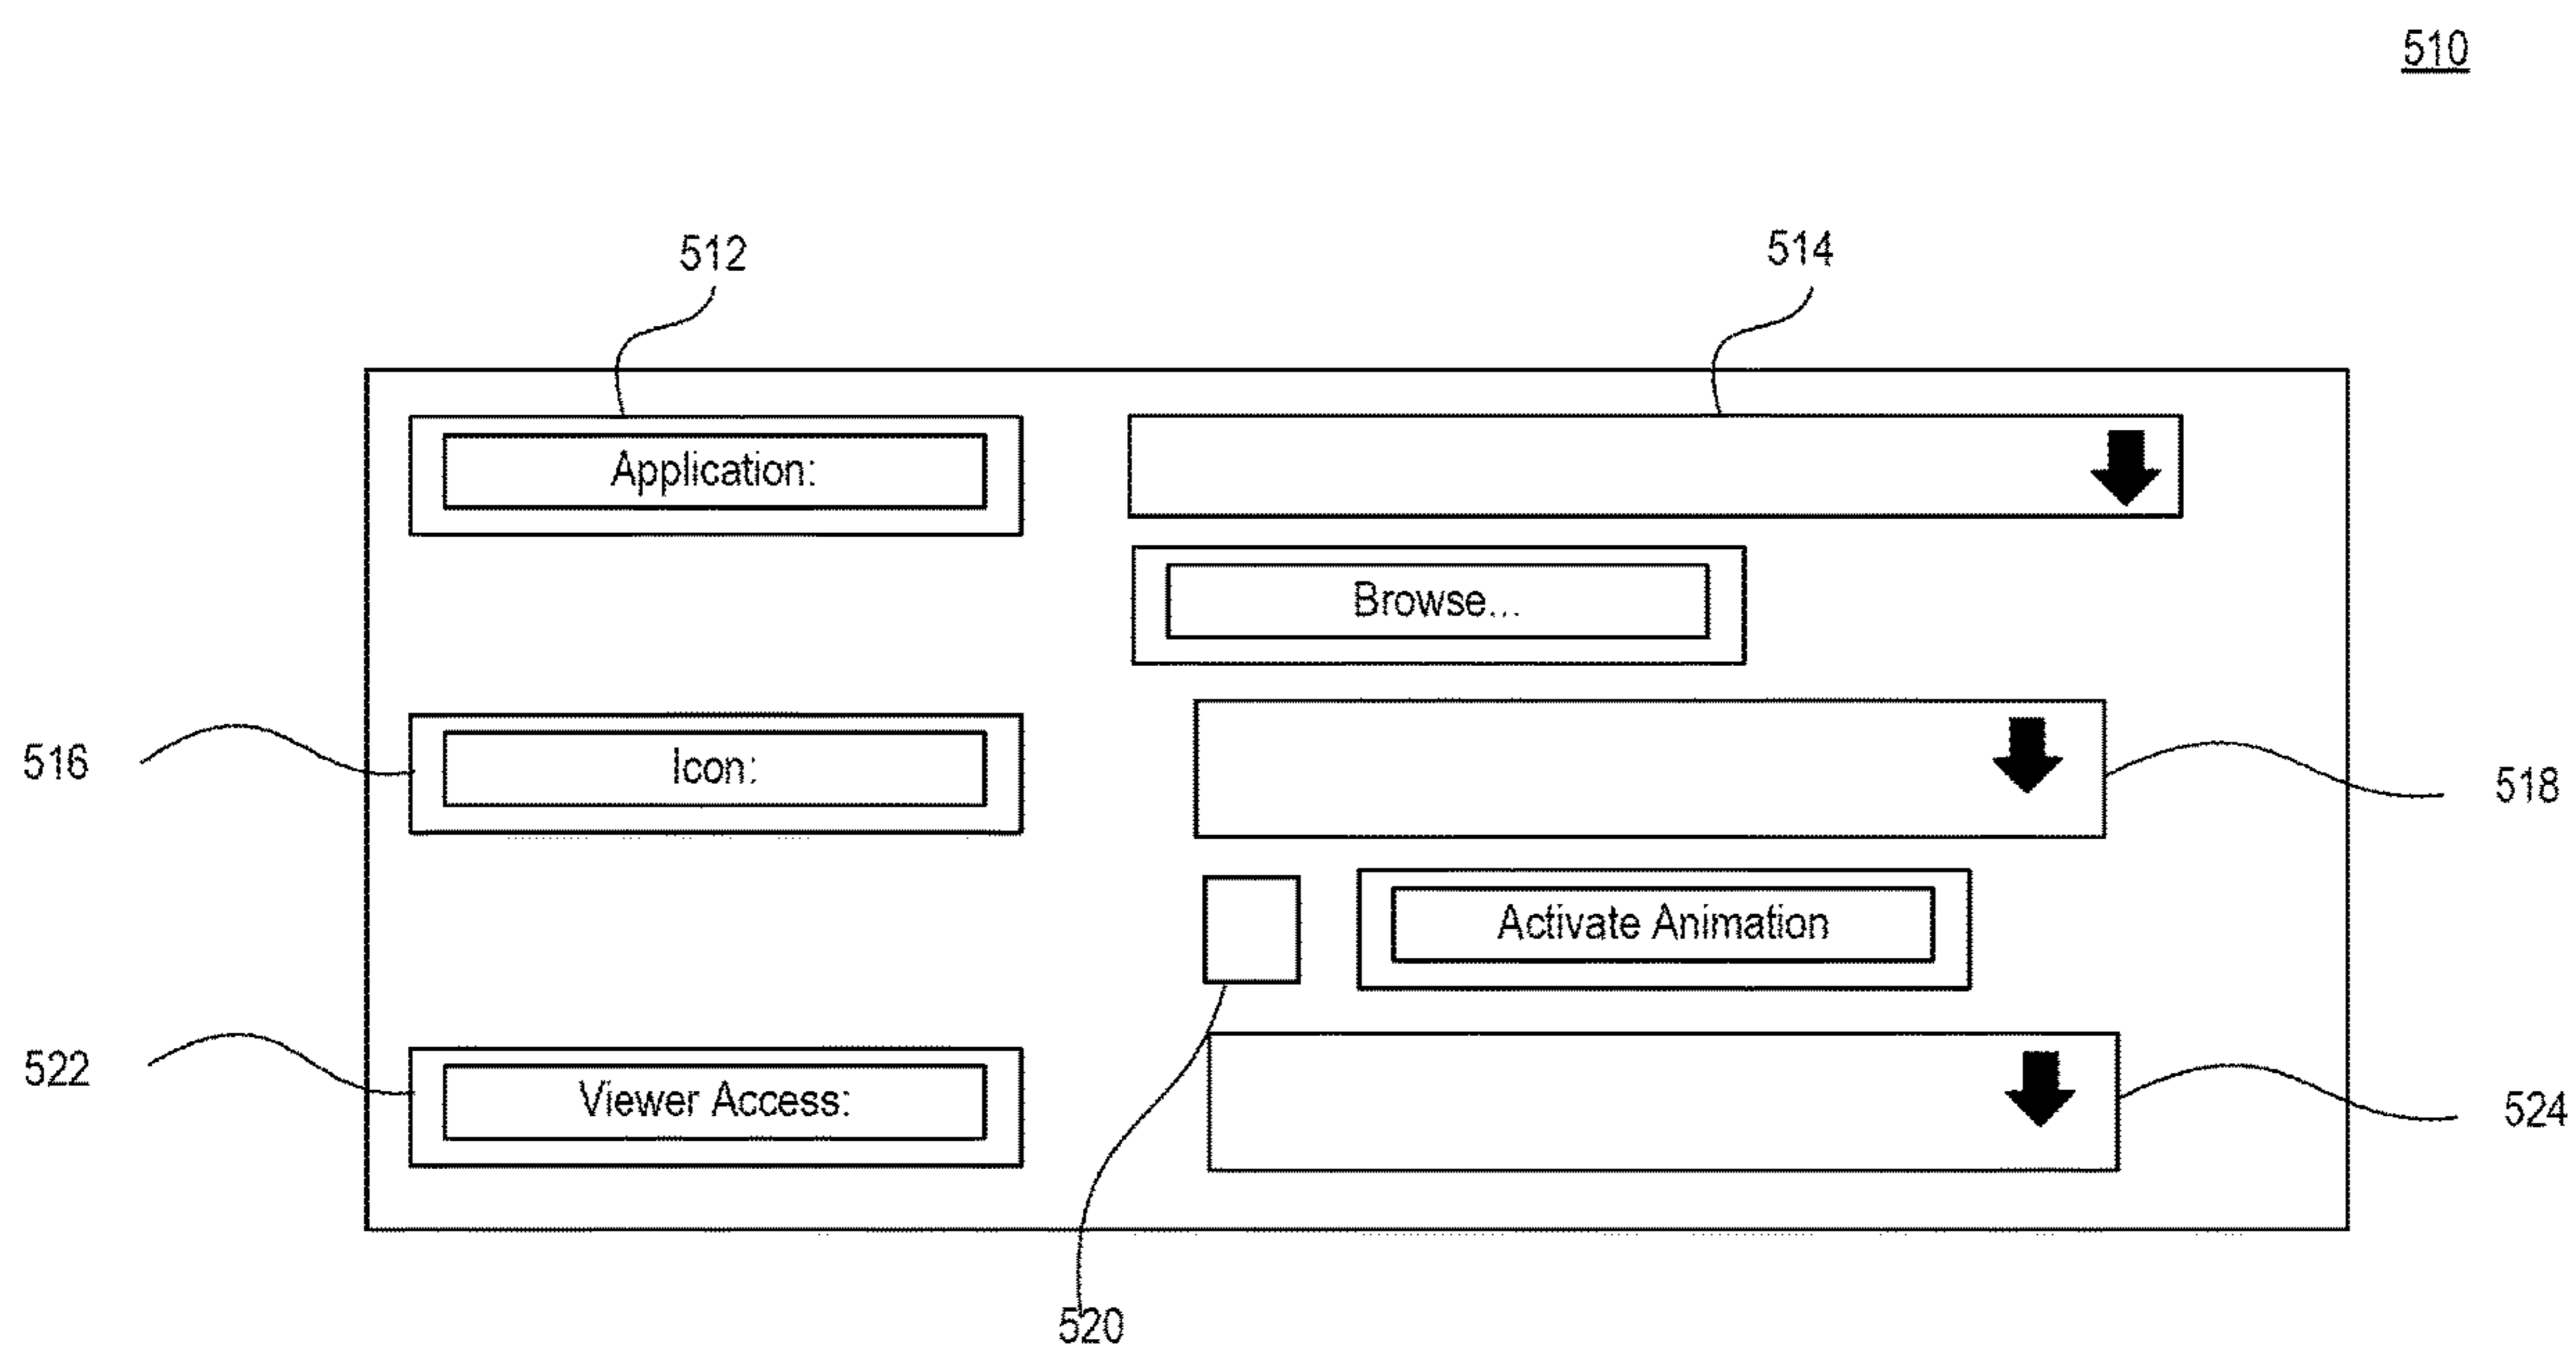 510
512
514
Application:
Browse...
516
Icon:
518
Activate Animation
522
Viewer Access:
524
520